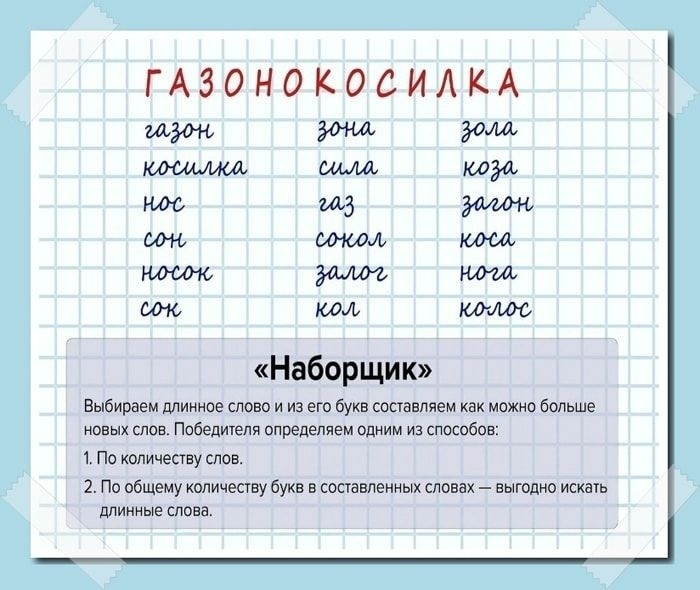 ГАЗОНОКОСИЛКА
газон зона зола
косилка сила коза
нос газ загон
сон сокол коса
носок залог нога
сок кол колос
«Наборщик»
Выбираем длинное слово и из его букв составляем как можно больше
новых слов. Победителя определяем одним из способов:
1. По количеству слов.
2. По общему количеству букв в составленных словах — выгодно искать
длинные слова.